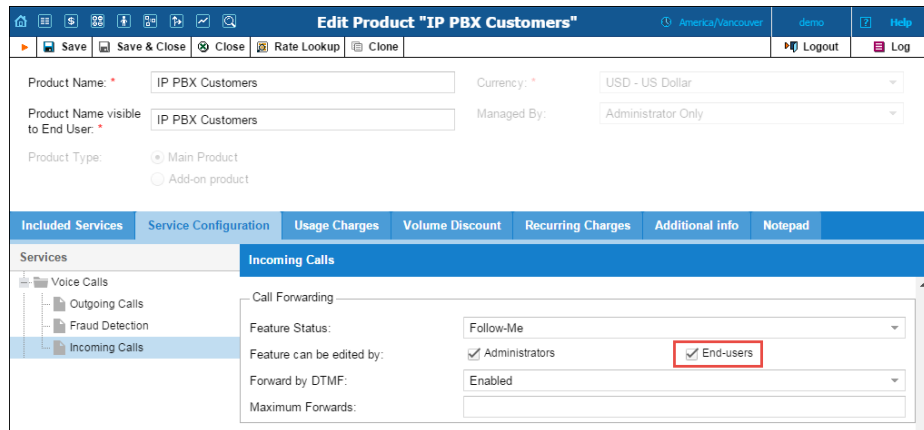 Edit Product "IP PBX Customers"
America/Vancouver
demo
? Help
Save
Save & Close
Close
Rate Lookup
Clone
Logout
Log
Product Name: * IP PBX Customers
Currency: * USD - US Dollar
Product Name visible
to End User: * IP PBX Customers
Managed By: Administrator Only
Product Type: Main Product
Add-on product
Included Services
Service Configuration
Usage Charges
Volume Discount
Recurring Charges
Additional info
Notepad
Services
Voice Calls
Outgoing Calls
Fraud Detection
Incoming Calls
Incoming Calls
Call Forwarding
Feature Status: Follow-Me
Feature can be edited by: Administrators End-users
Forward by DTMF: Enabled
Maximum Forwards: